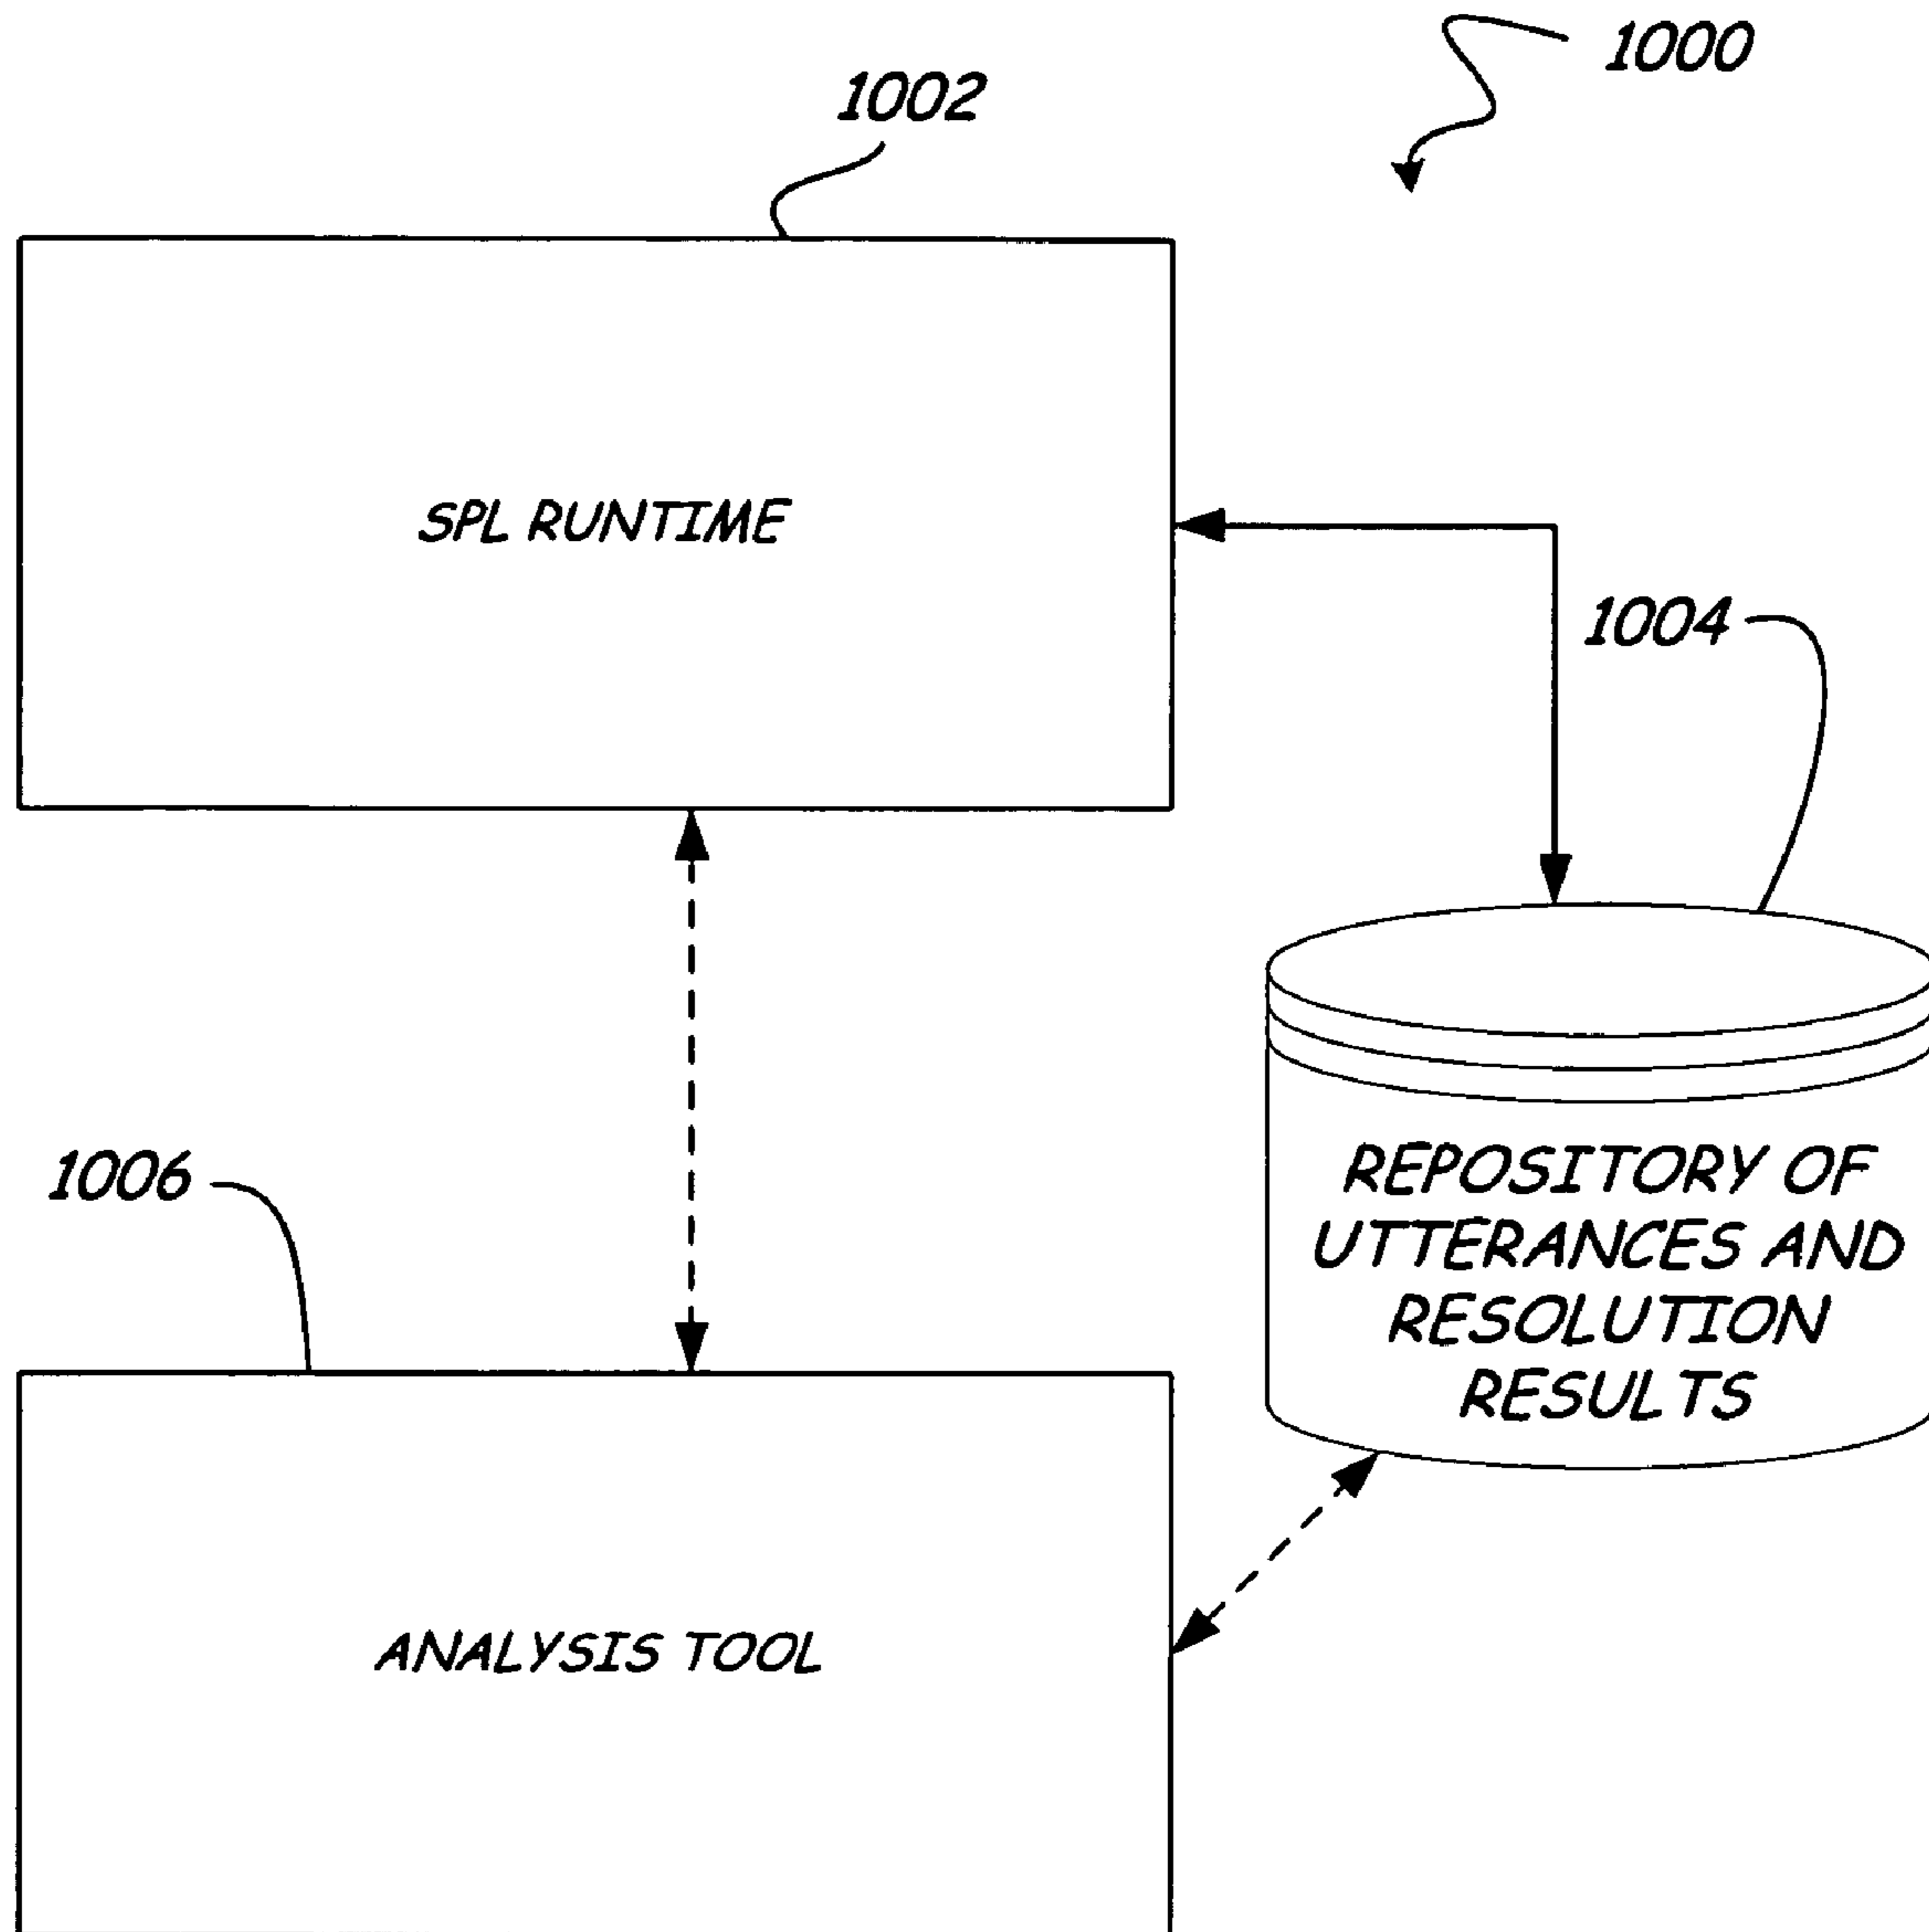 1000
1002
SPL RUNTIME
1004
1006
REPOSITORY OF
UTTERANCES AND
RESOLUTION
RESULTS
ANALYSIS TOOL